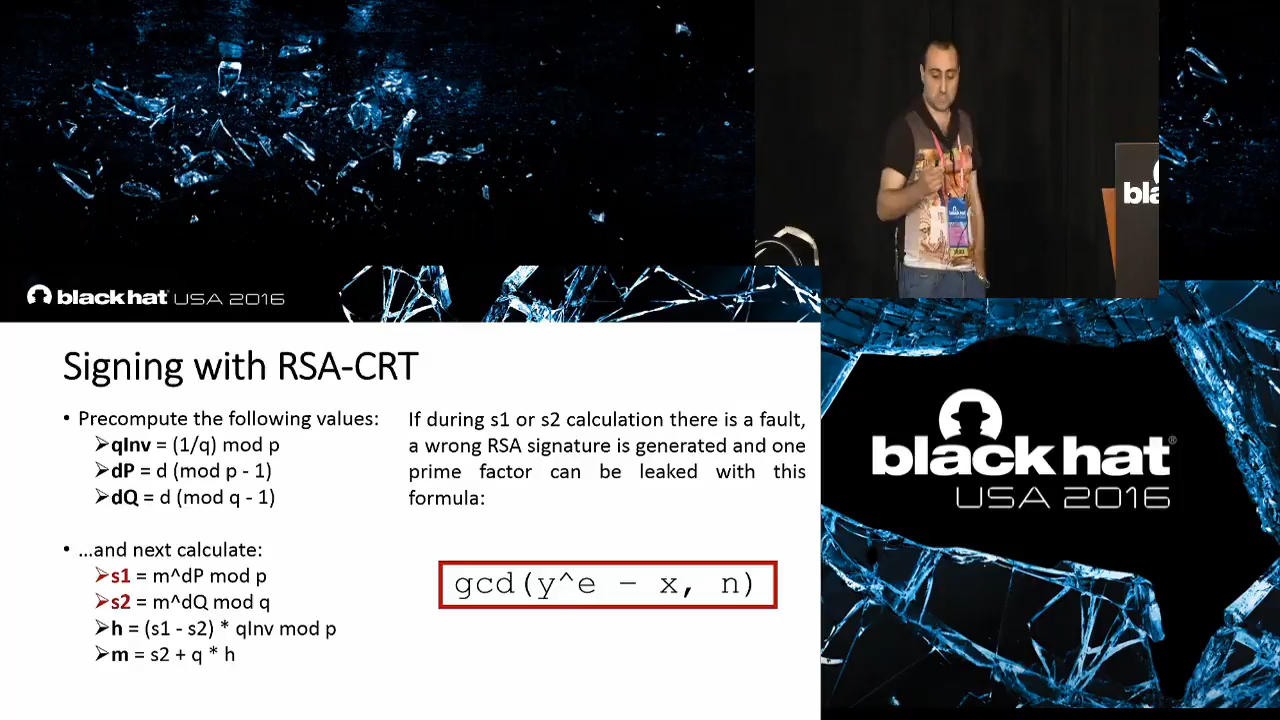 black hat USA 2016
Signing with RSA-CRT
• Precompute the following values:
➢qInv = (1/q) mod p
➢dP = d (mod p - 1)
➢dQ = d (mod q - 1)
• ...and next calculate:
➢s1 = m^dP mod p
➢s2 = m^dQ mod q
➢h = (s1 - s2) * qInv mod p
➢m = s2 + q * h
If during s1 or s2 calculation there is a fault,
a wrong RSA signature is generated and one
prime factor can be leaked with this
formula:
gcd(y^e - x, n)
bla
black hat®
USA 2016